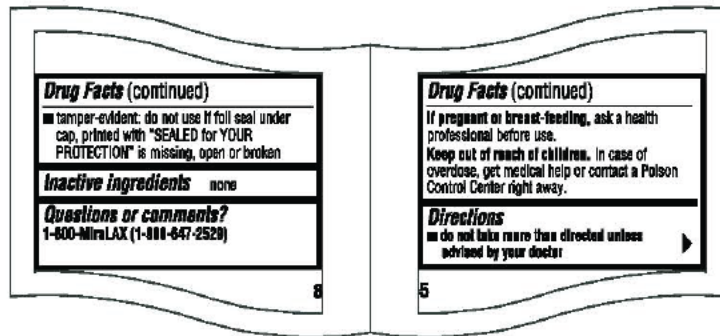 Drug Facts (continued)
■ tamper-evident: do not use if foil seal under
cap, printed with "SEALED for YOUR
PROTECTION" is missing, open or broken
Inactive ingredients none
Questions or comments?
1-800-MiraLAX (1-800-647-2529)
8
Drug Facts (continued)
If pregnant or breast-feeding, ask a health
professional before use.
Keep out of reach of children. In case of
overdose, get medical help or contact a Poison
Control Center right away.
Directions
■ do not take more than directed unless
advised by your doctor
5